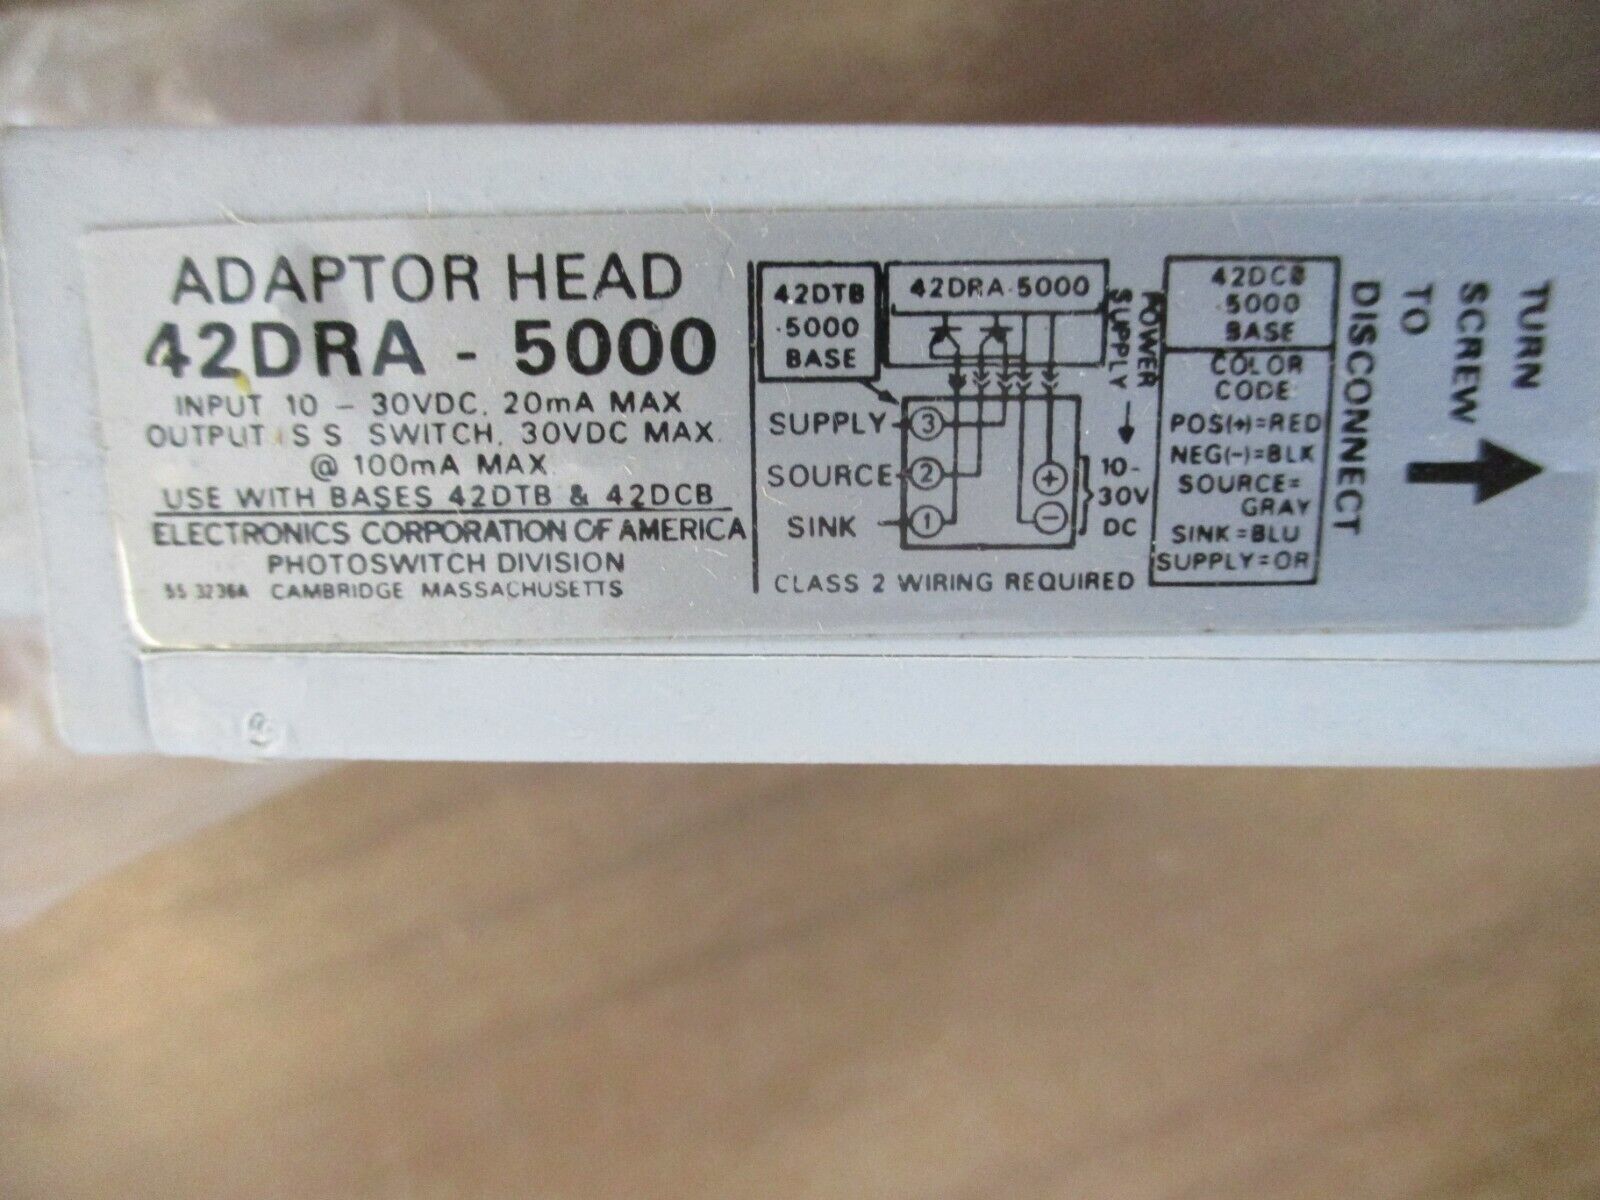 ADAPTOR HEAD
42DRA - 5000
INPUT 10 - 30VDC, 20mA MAX
OUTPUT S S SWITCH, 30VDC MAX
@ 100mA MAX
USE WITH BASES 42DTB & 42DCB
ELECTRONICS CORPORATION OF AMERICA
PHOTOSWITCH DIVISION
SS 3236A CAMBRIDGE MASSACHUSETTS
42DTB
-5000
BASE
42DRA-5000
POWER
SUPPLY
SUPPLY 3
SOURCE 2
SINK 1
+
-
10-
30V
DC
CLASS 2 WIRING REQUIRED
42DCB
-5000
BASE
COLOR
CODE
POS(+)=RED
NEG(-)=BLK
SOURCE=
GRAY
SINK=BLU
SUPPLY=OR
TURN
SCREW
TO
DISCONNECT